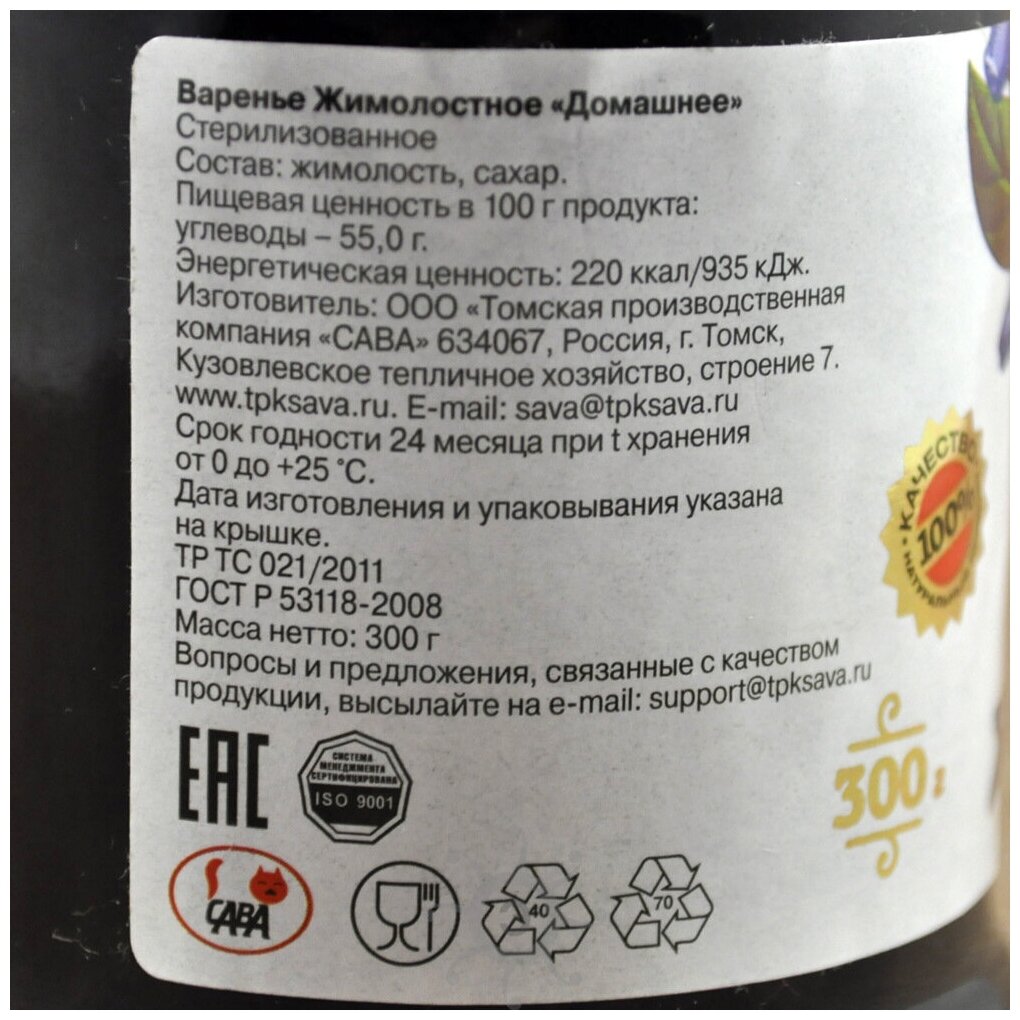 Варенье Жимолостное «Домашнее»
Стерилизованное
Состав: жимолость, сахар.
Пищевая ценность в 100 г продукта:
углеводы – 55,0 г.
Энергетическая ценность: 220 ккал/935 кДж.
Изготовитель: ООО «Томская производственная
компания «САВА» 634067, Россия, г. Томск,
Кузовлевское тепличное хозяйство, строение 7.
www.tpksava.ru. E-mail: sava@tpksava.ru
Срок годности 24 месяца при t хранения
от 0 до +25 °С.
Дата изготовления и упаковывания указана
на крышке.
ТР ТС 021/2011
ГОСТ Р 53118-2008
Масса нетто: 300 г
Вопросы и предложения, связанные с качеством
продукции, высылайте на e-mail: support@tpksava.ru
EAC
СИСТЕМА
МЕНЕДЖМЕНТА
СЕРТИФИЦИРОВАНА
ISO 9001
САВА
40
70
КАЧЕСТВО
100%
300 г